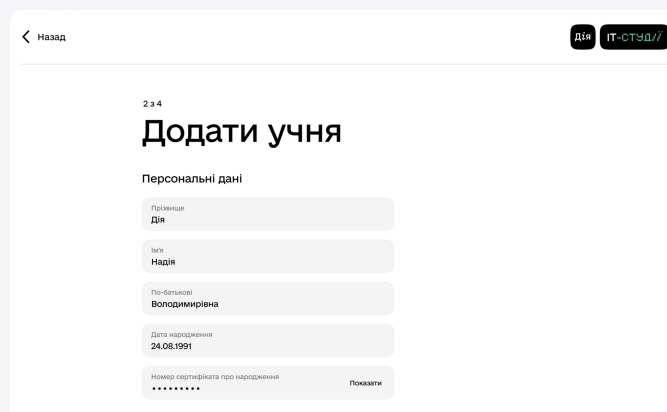 Назад
Дія
ІТ-СТУДІЇ
2 з 4
Додати учня
Персональні дані
Прізвище
Дія
Ім'я
Надія
По-батькові
Володимирівна
Дата народження
24.08.1991
Номер сертифіката про народження
•••••••••
Показати